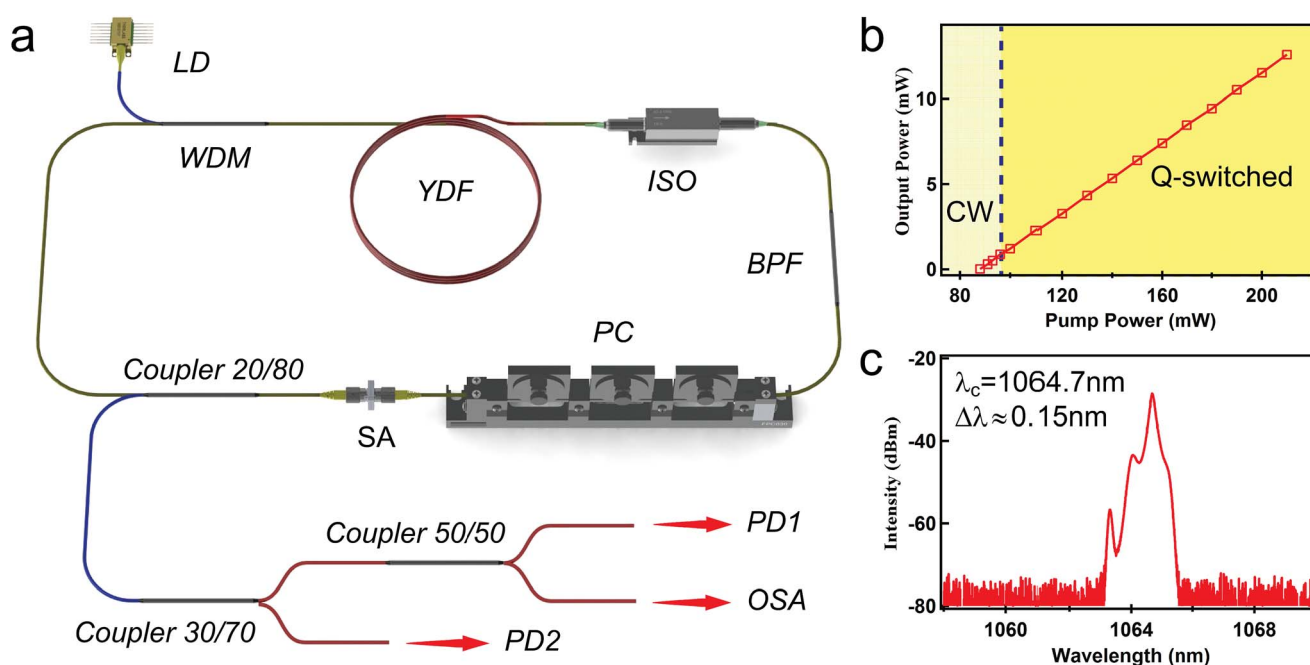 a
LD
WDM
YDF
ISO
BPF
PC
Coupler 20/80
SA
Coupler 50/50
PD1
OSA
Coupler 30/70
PD2
b
Output Power (mW)
10
5
0
CW
Q-switched
80
120
160
200
Pump Power (mW)
c
Intensity (dBm)
-20
-40
-60
-80
λc=1064.7nm
Δλ≈0.15nm
1060
1064
1068
Wavelength (nm)